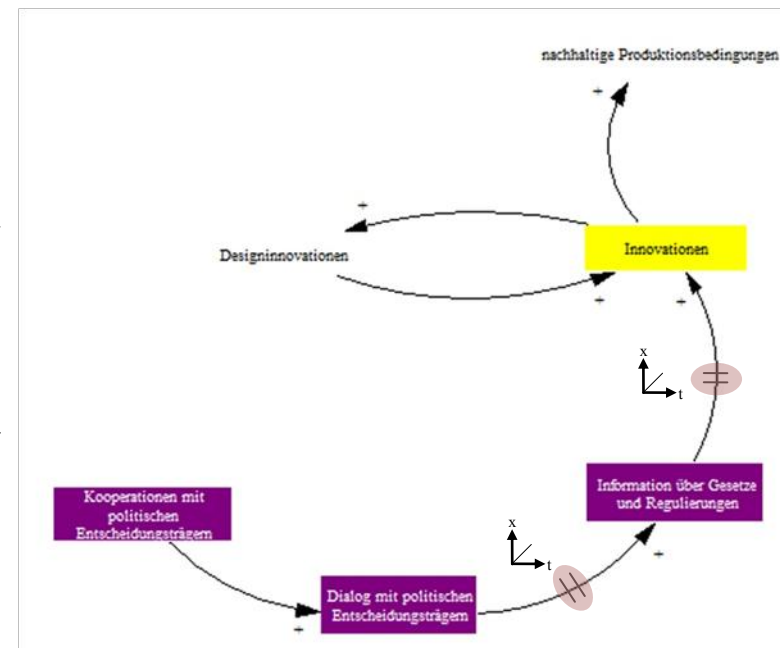 nachhaltige Produktionsbedingungen
+
+
Designinnovationen
Innovationen
+
+
x
t
Information über Gesetze
und Regulierungen
Kooperationen mit
politischen
Entscheidungsträgern
x
t
+
Dialog mit politischen
Entscheidungsträgern
+